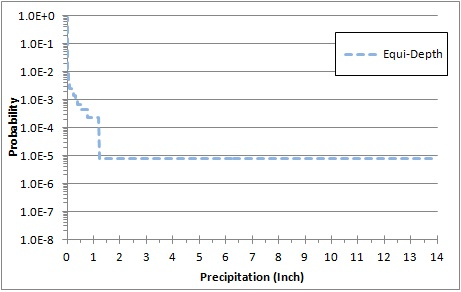 1.0E+0
1.0E-1
1.0E-2
1.0E-3
1.0E-4
1.0E-5
1.0E-6
1.0E-7
1.0E-8
Probability
Equi-Depth
0 1 2 3 4 5 6 7 8 9 10 11 12 13 14
Precipitation (Inch)